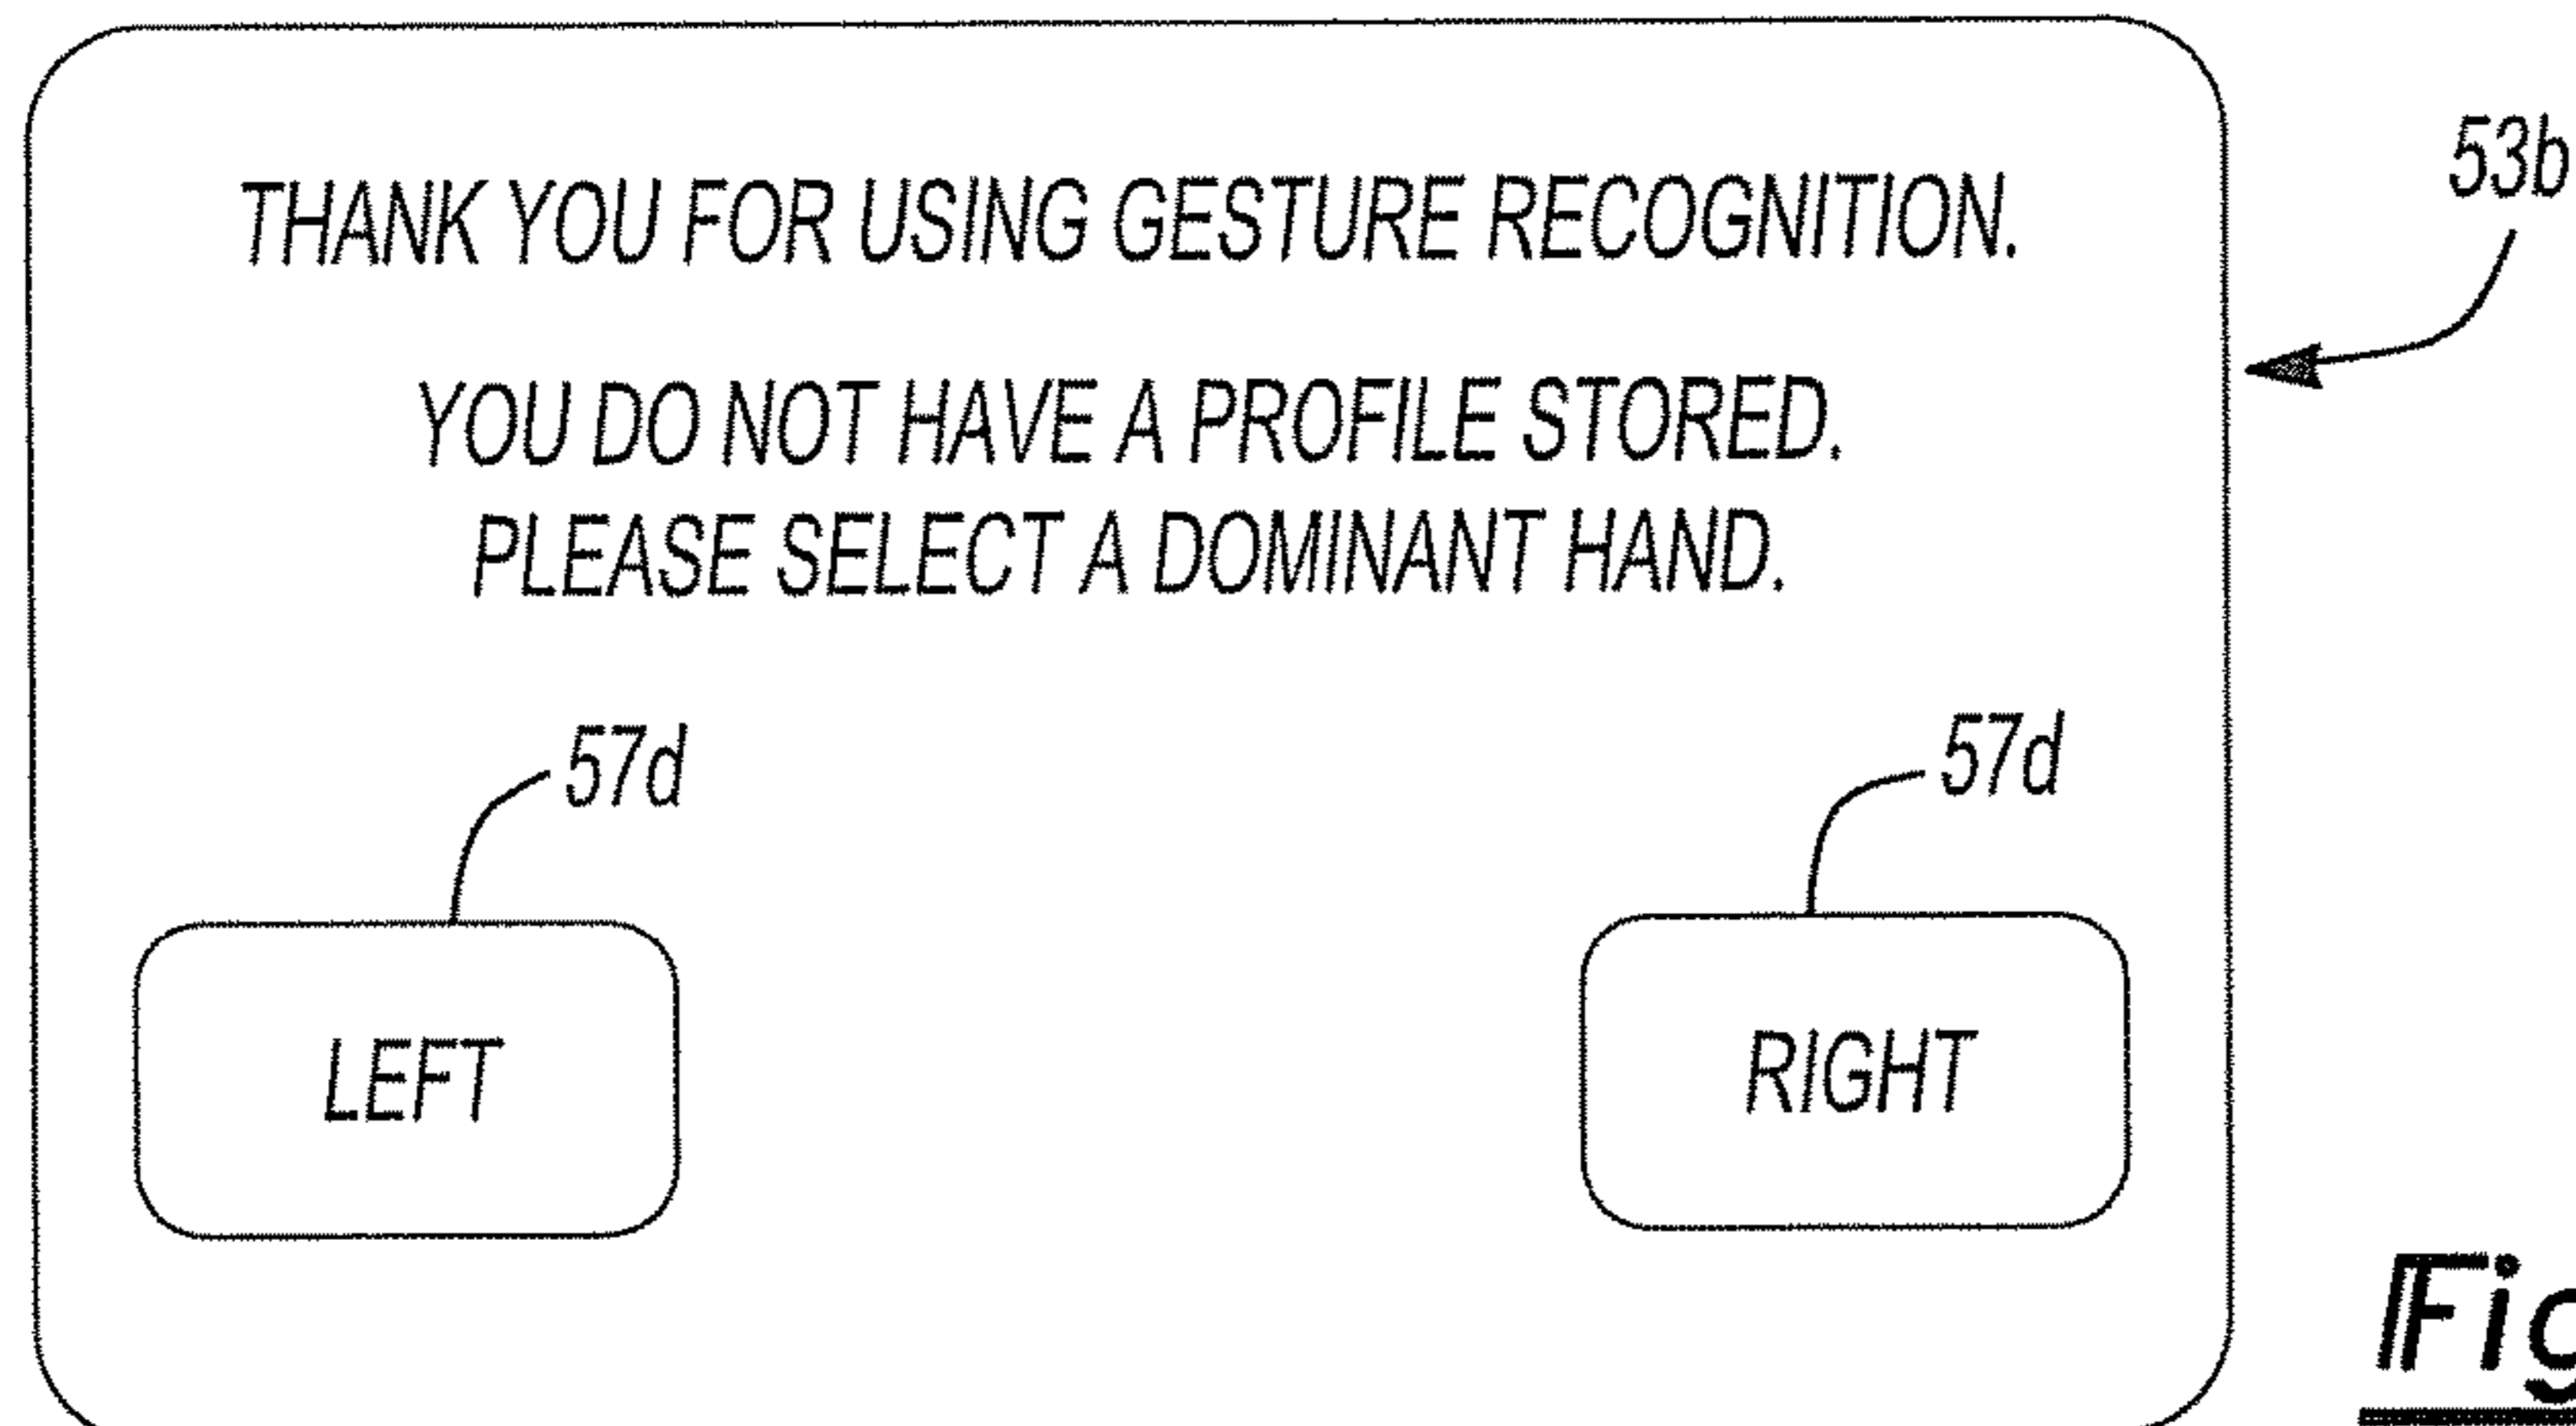 53b
THANK YOU FOR USING GESTURE RECOGNITION.
YOU DO NOT HAVE A PROFILE STORED.
PLEASE SELECT A DOMINANT HAND.
57d 57d
LEFT RIGHT